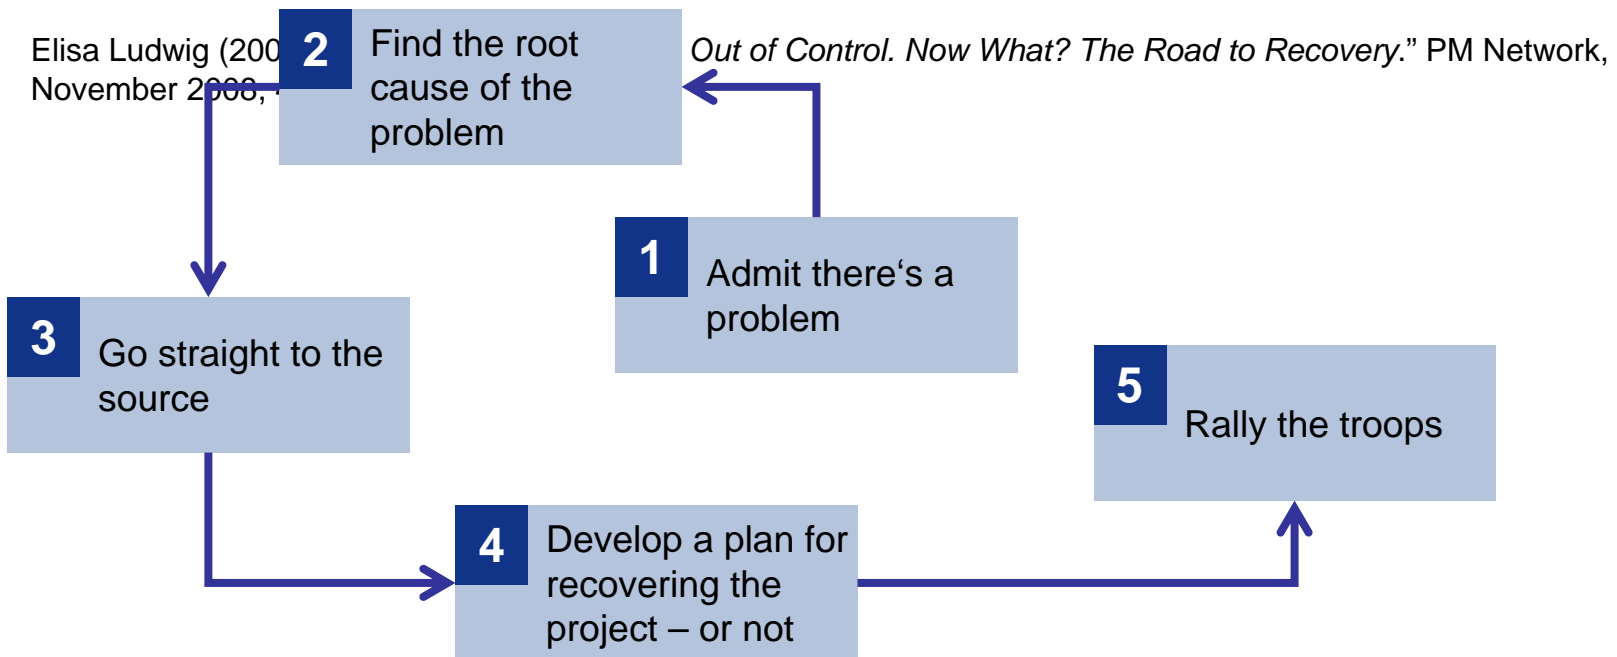 Elisa Ludwig (200
Out of Control. Now What? The Road to Recovery.” PM Network,
November 2008,
2
Find the root
cause of the
problem
1
Admit there‘s a
problem
3
Go straight to the
source
4
Develop a plan for
recovering the
project – or not
5
Rally the troops